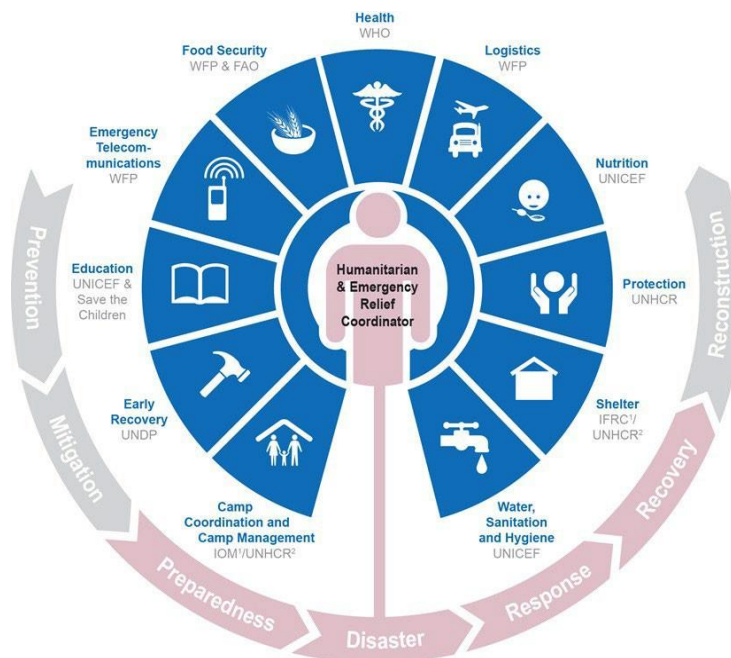 Health
WHO
Food Security
WFP & FAO
Logistics
WFP
Emergency
Telecom-
munications
WFP
Nutrition
UNICEF
Education
UNICEF &
Save the
Children
Humanitarian
& Emergency
Relief
Coordinator
Protection
UNHCR
Early
Recovery
UNDP
Shelter
IFRC¹/
UNHCR²
Camp
Coordination and
Camp Management
IOM¹/UNHCR²
Water,
Sanitation
and Hygiene
UNICEF
Prevention
Mitigation
Preparedness
Disaster
Response
Recovery
Reconstruction